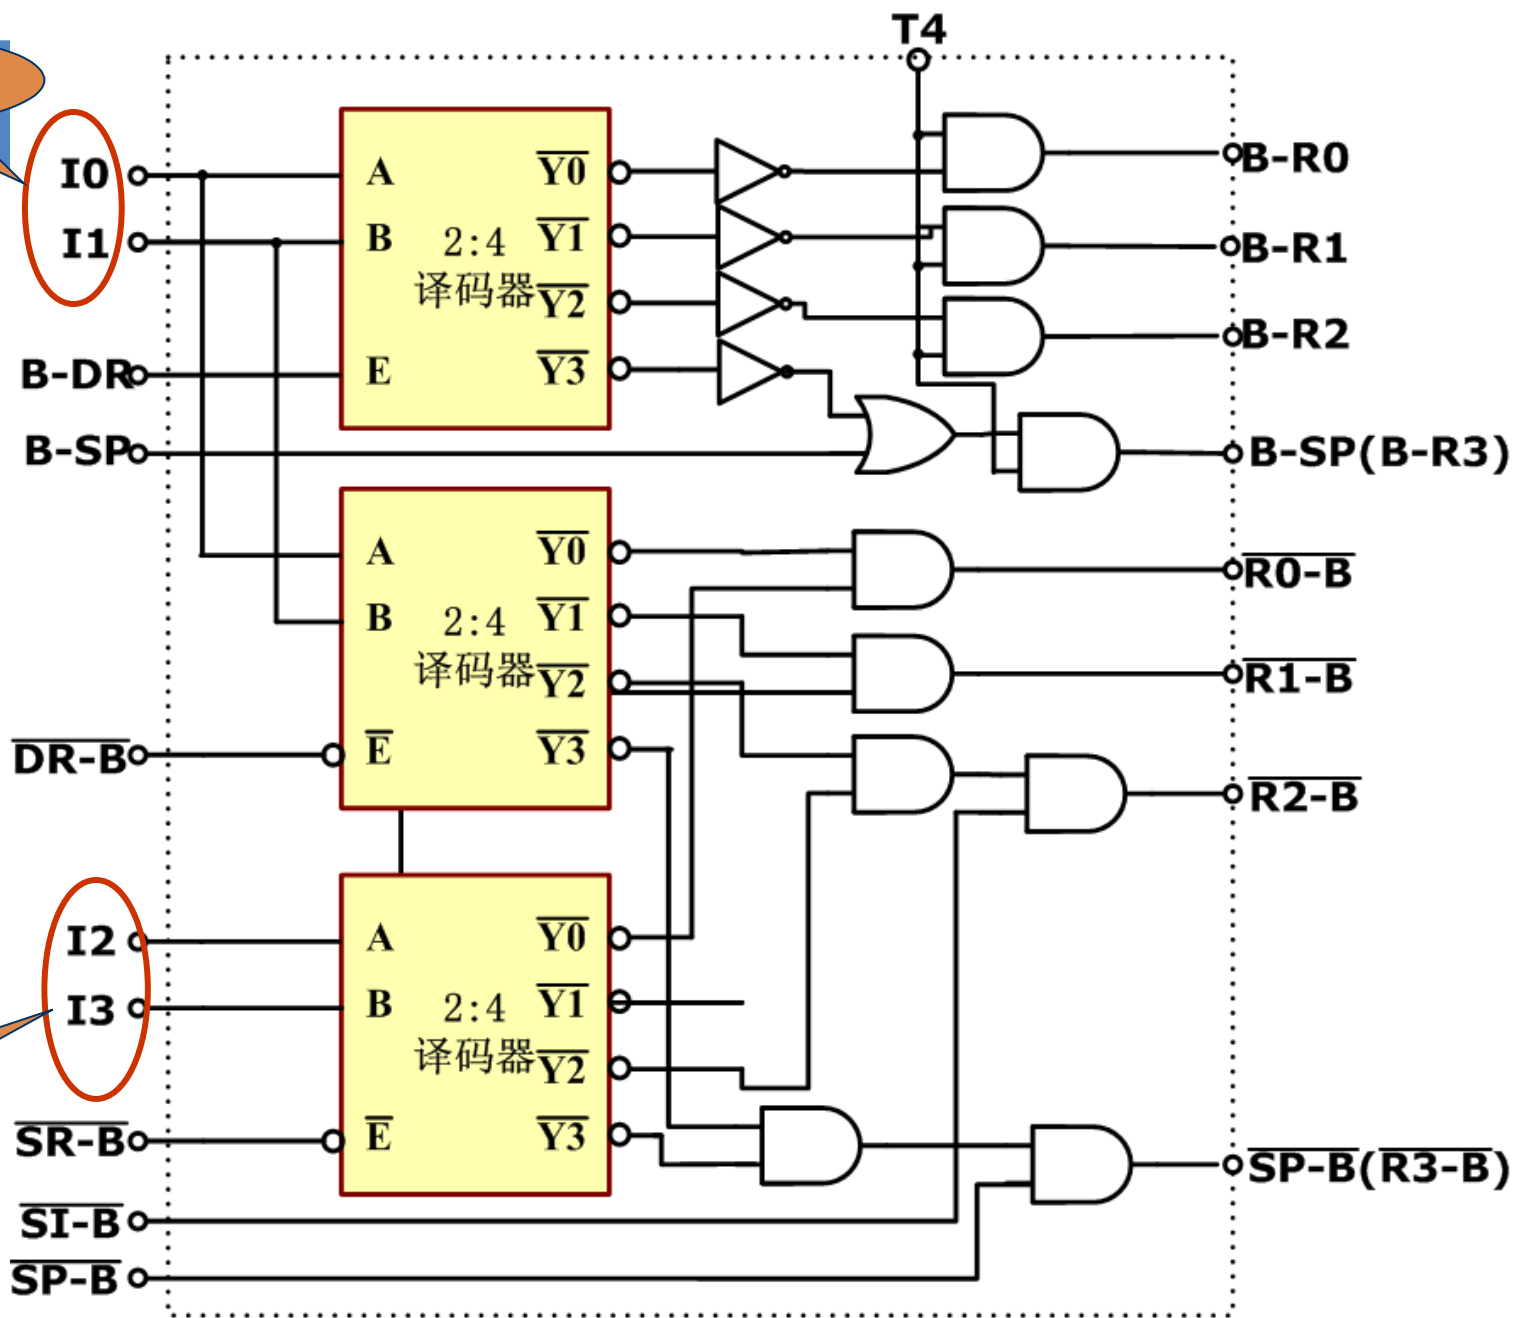 T4
I0
I1
B-DR
B-SP
A
B
E
2:4
译码器
Y0
Y1
Y2
Y3
B-R0
B-R1
B-R2
B-SP(B-R3)
A
B
E
2:4
译码器
Y0
Y1
Y2
Y3
DR-B
R0-B
R1-B
R2-B
I2
I3
A
B
E
2:4
译码器
Y0
Y1
Y2
Y3
SR-B
SI-B
SP-B
SP-B(R3-B)